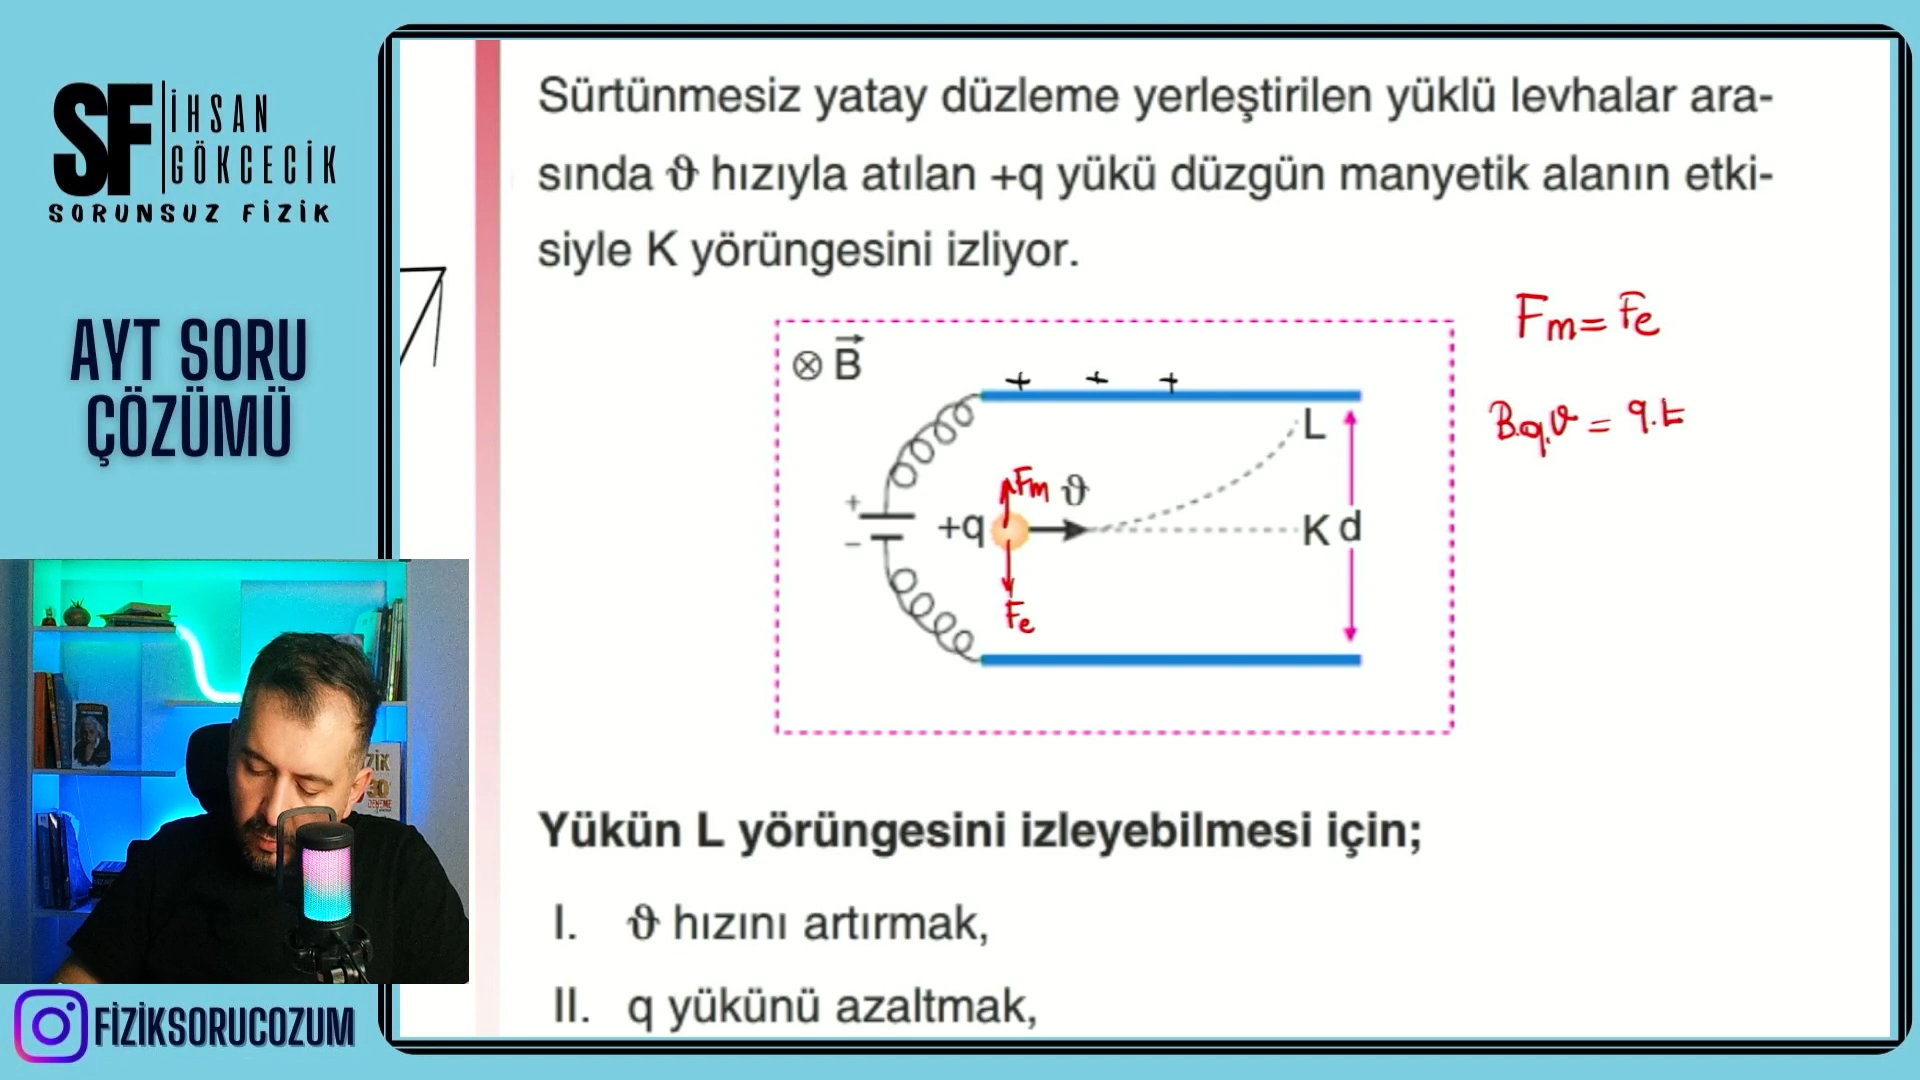 SF
İHSAN
GÖKCECİK
SORUNSUZ FİZİK
AYT SORU
ÇÖZÜMÜ
FİZİKSORUCOZUM
Sürtünmesiz yatay düzleme yerleştirilen yüklü levhalar ara-
sında ϑ hızıyla atılan +q yükü düzgün manyetik alanın etki-
siyle K yörüngesini izliyor.
Fm = Fe
⊗ B⃗
+ + +
B.q.ϑ = q.E
L
Fm ϑ
+
+q K d
−
Fe
Yükün L yörüngesini izleyebilmesi için;
I. ϑ hızını artırmak,
II. q yükünü azaltmak,